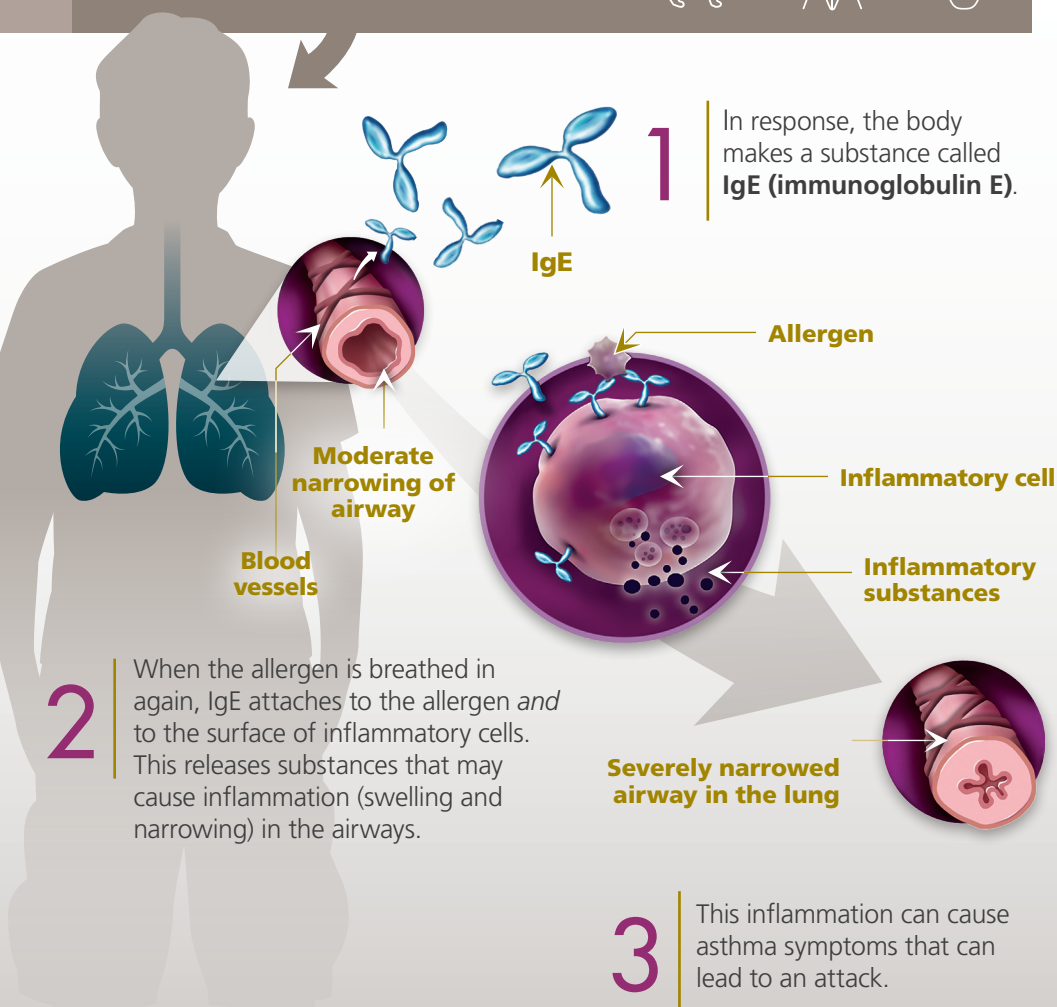 1
In response, the body
makes a substance called
IgE (immunoglobulin E).
IgE
Allergen
Moderate
narrowing of
airway
Inflammatory cell
Blood
vessels
Inflammatory
substances
2
When the allergen is breathed in
again, IgE attaches to the allergen and
to the surface of inflammatory cells.
This releases substances that may
cause inflammation (swelling and
narrowing) in the airways.
Severely narrowed
airway in the lung
3
This inflammation can cause
asthma symptoms that can
lead to an attack.